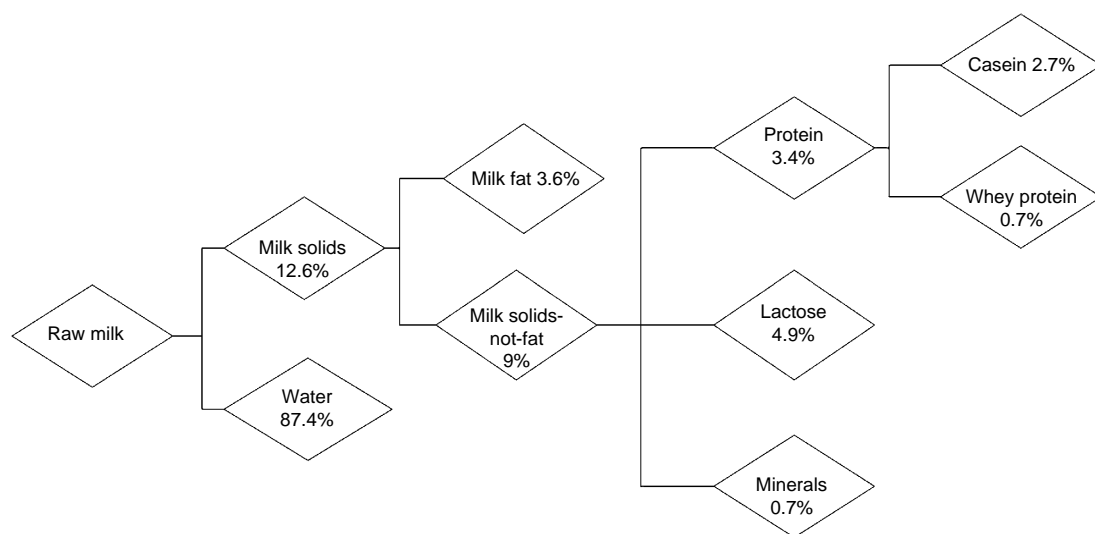 Casein 2.7%
Protein
3.4%
Milk fat 3.6%
Whey protein
0.7%
Milk solids
12.6%
Milk solids-
not-fat
9%
Lactose
4.9%
Raw milk
Water
87.4%
Minerals
0.7%